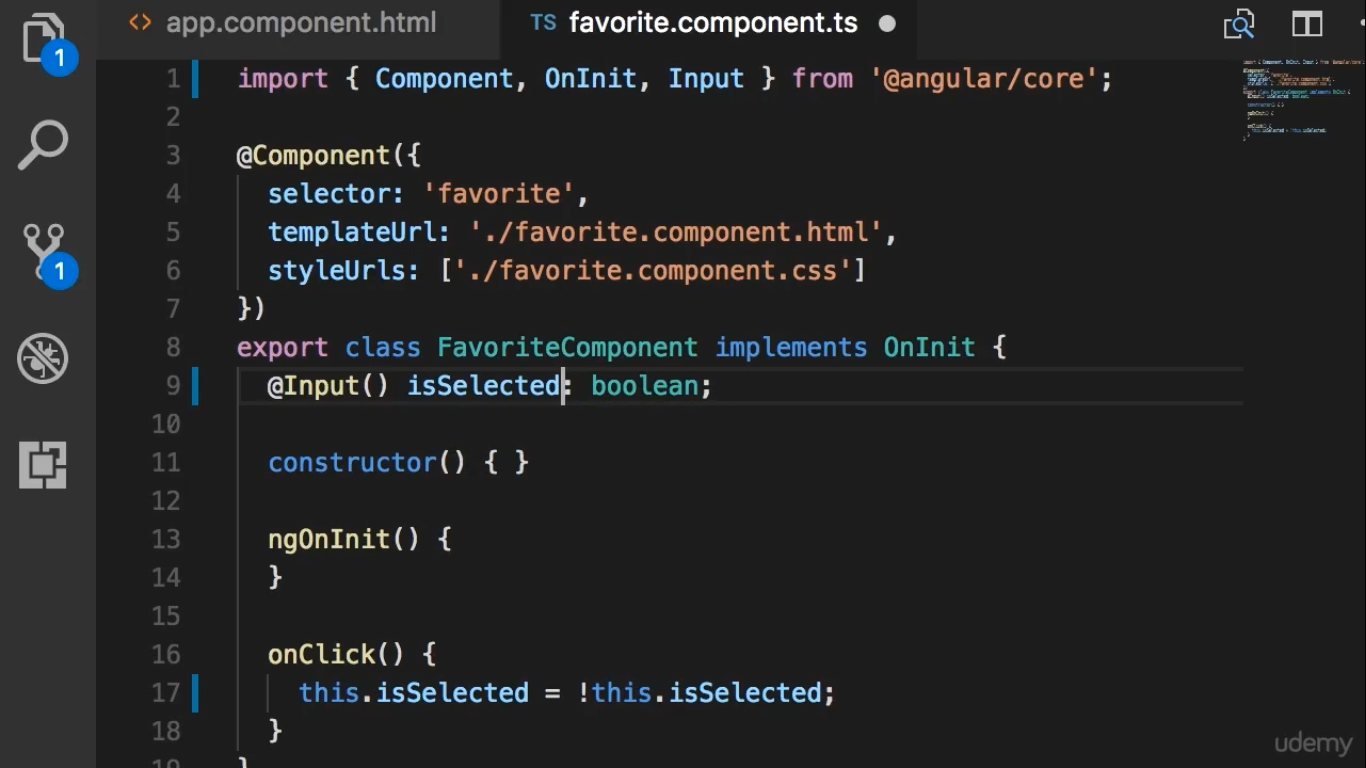 <> app.component.html
TS favorite.component.ts
1
1
1 import { Component, OnInit, Input } from '@angular/core';
2
3 @Component({
4 selector: 'favorite',
5 templateUrl: './favorite.component.html',
6 styleUrls: ['./favorite.component.css']
7 })
8 export class FavoriteComponent implements OnInit {
9 @Input() isSelected: boolean;
10
11 constructor() { }
12
13 ngOnInit() {
14 }
15
16 onClick() {
17 this.isSelected = !this.isSelected;
18 }
19 }
udemy